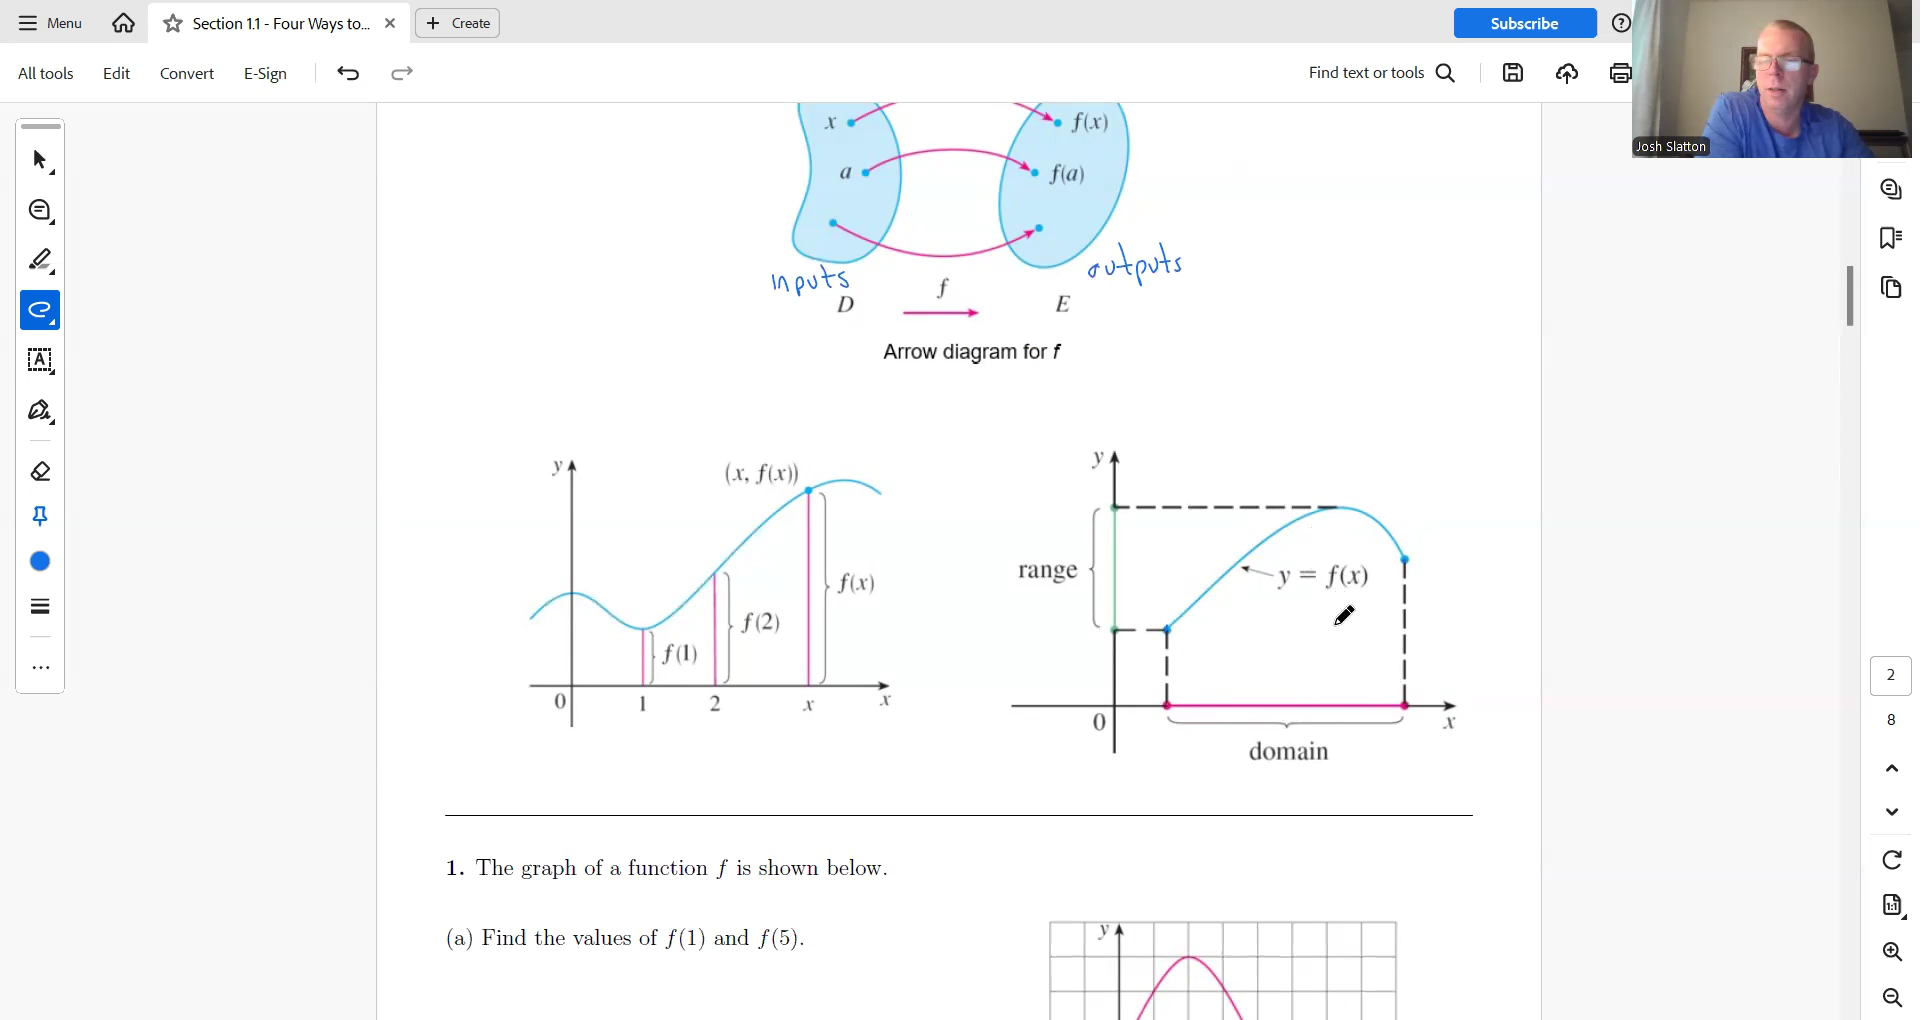 Menu
Section 1.1 - Four Ways to...
Create
Subscribe
All tools
Edit
Convert
E-Sign
Find text or tools
Josh Slatton
x
f(x)
a
f(a)
inputs
outputs
D
f
E
Arrow diagram for f
y
(x, f(x))
f(x)
f(2)
f(1)
0
1
2
x
x
y
range
y = f(x)
0
x
domain
1. The graph of a function f is shown below.
(a) Find the values of f(1) and f(5).
y
2
8
1:1
A